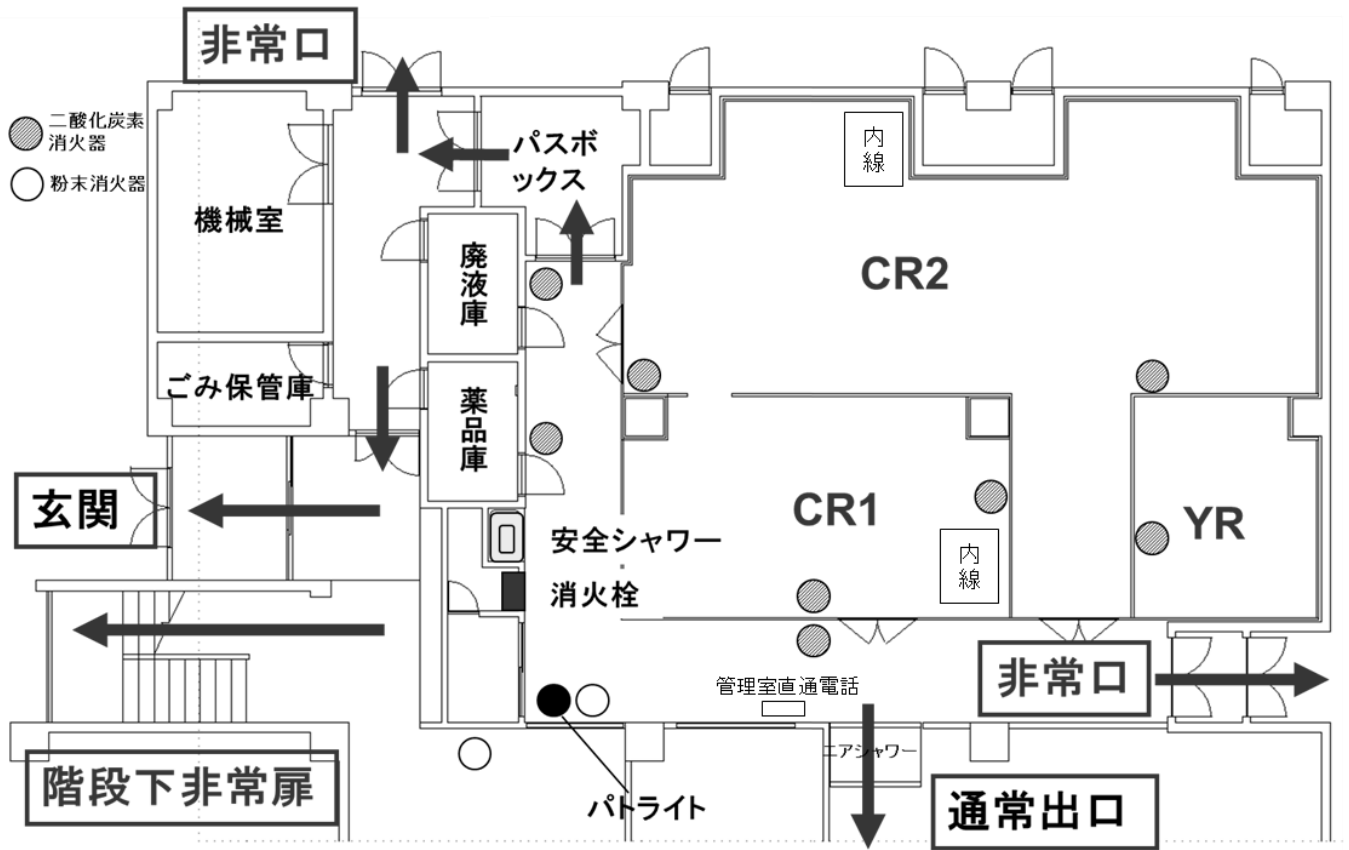 非常口
二酸化炭素
消火器
粉末消火器
機械室
パスボ
ックス
内
線
廃
液
庫
CR2
ごみ保管庫
薬
品
庫
玄関
CR1
YR
安全シャワー
消火栓
内
線
非常口
管理室直通電話
エアシャワー
階段下非常扉
パトライト
通常出口